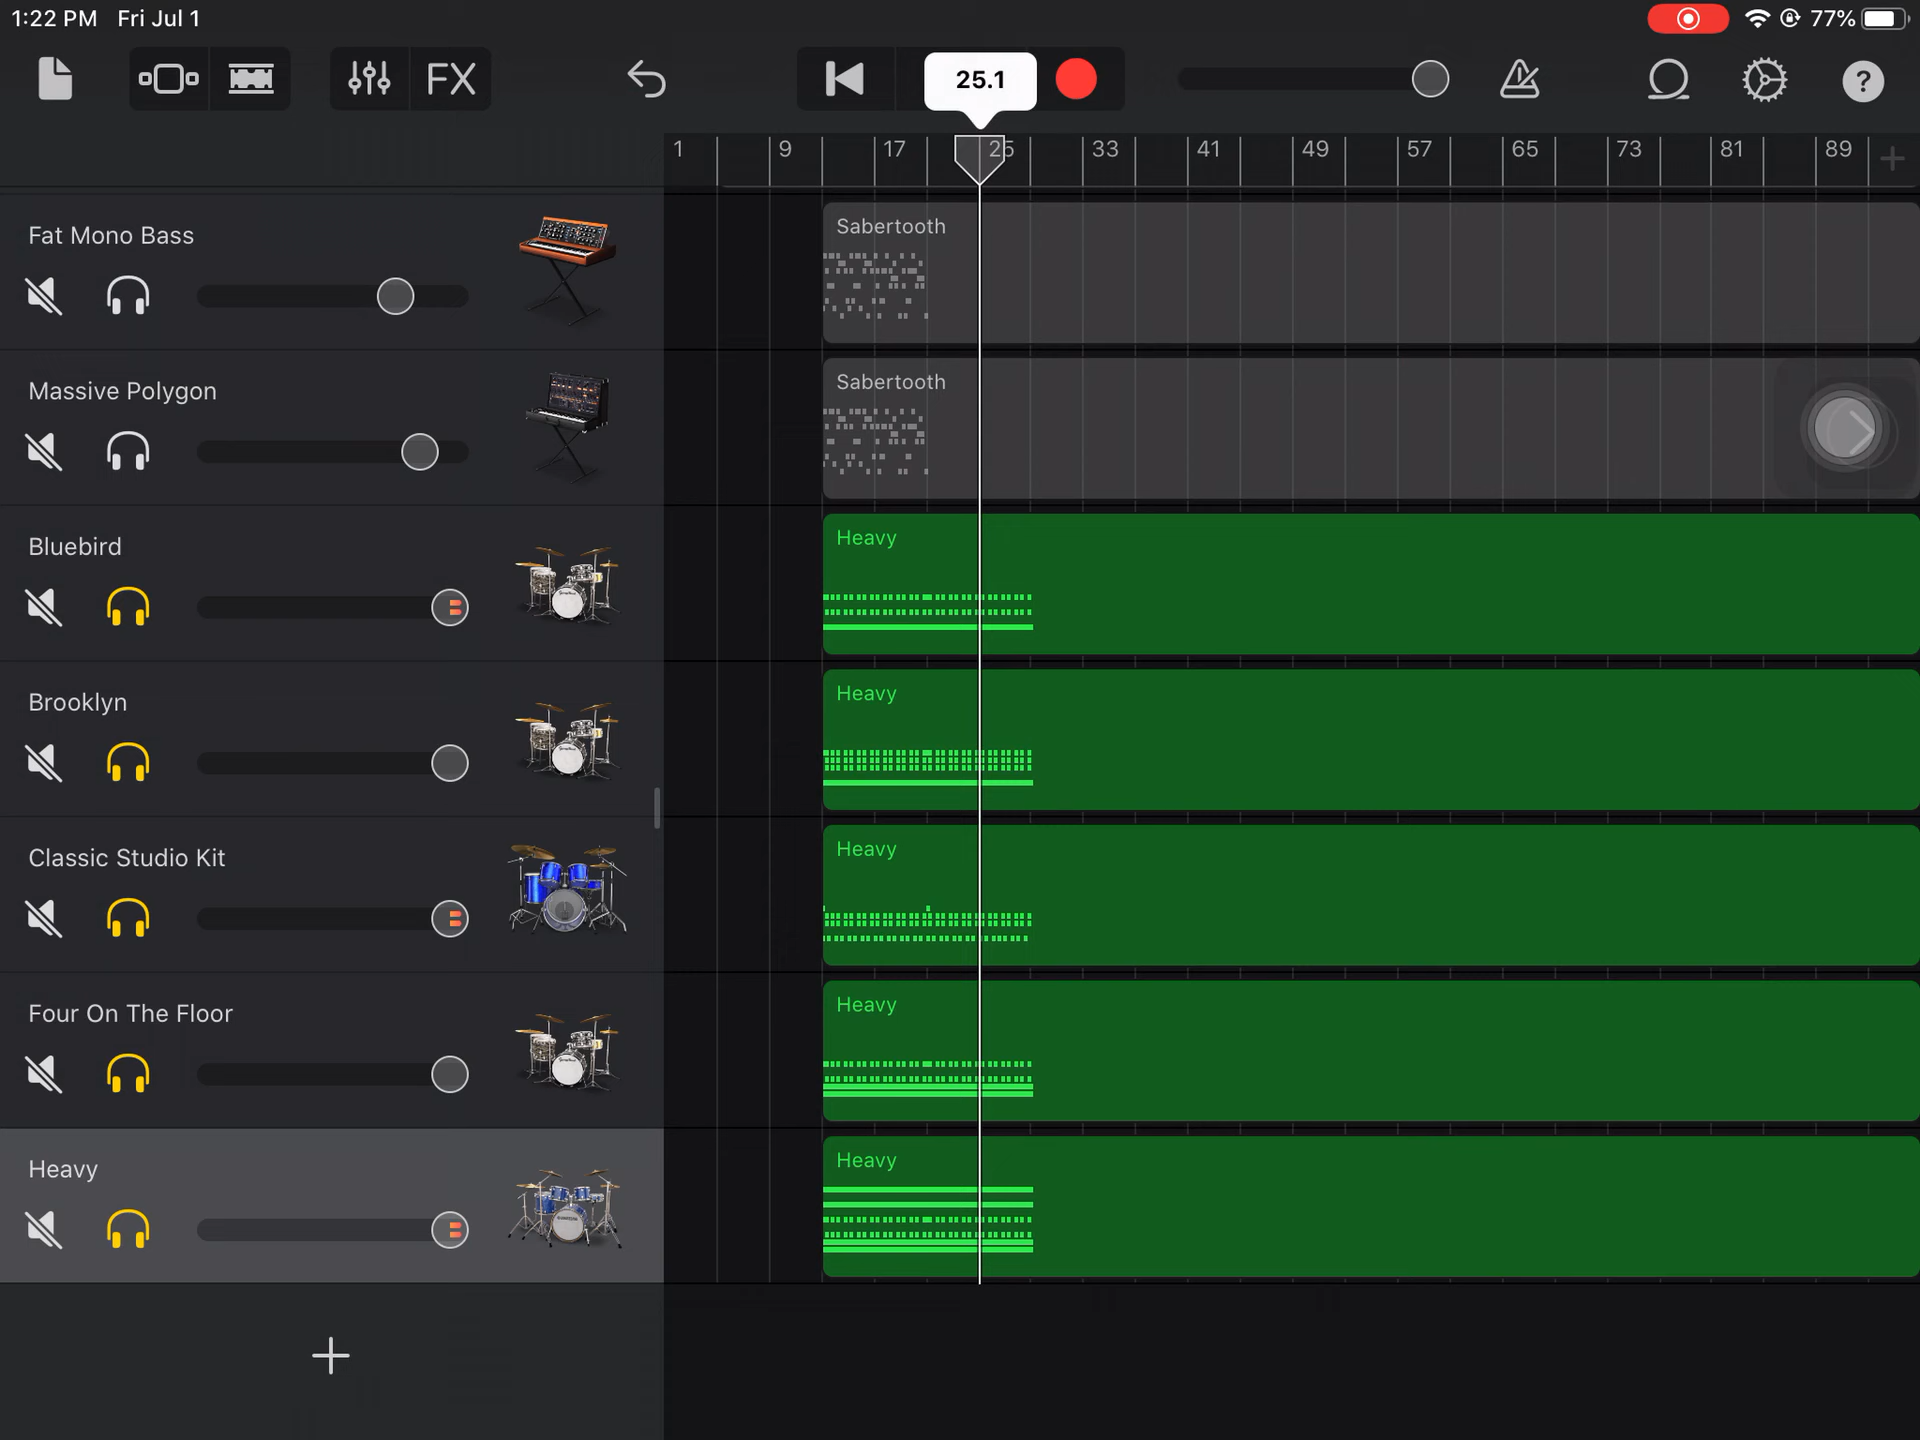 1:22 PM Fri Jul 1 77%
FX 25.1 ?
1 9 17 25 33 41 49 57 65 73 81 89
Fat Mono Bass
Sabertooth
Massive Polygon
Sabertooth
Bluebird
Heavy
Brooklyn
Heavy
Classic Studio Kit
Heavy
Four On The Floor
Heavy
Heavy
Heavy